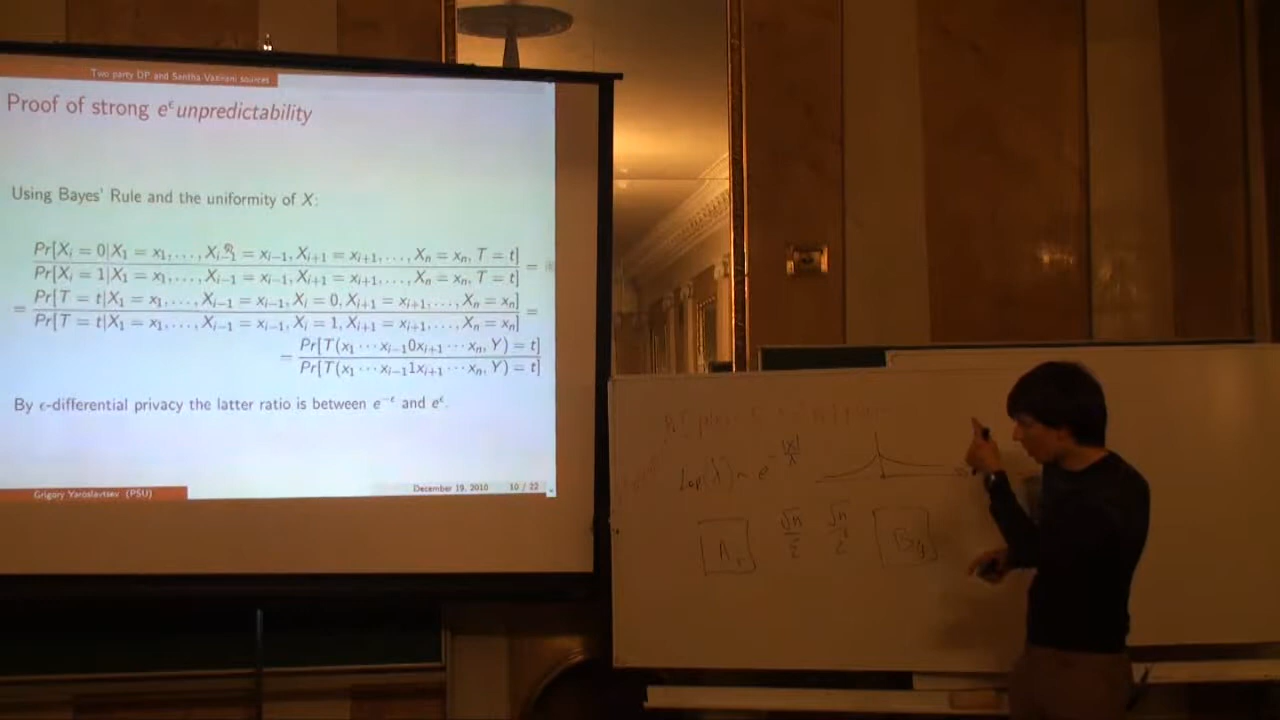 Two party DP and Santha Vazirani sources
Proof of strong e^ϵ unpredictability
Using Bayes' Rule and the uniformity of X:
Pr[X_i = 0|X_1 = x_1, . . . , X_{i-1} = x_{i-1}, X_{i+1} = x_{i+1}, . . . , X_n = x_n, T = t] =
Pr[X_i = 1|X_1 = x_1, . . . , X_{i-1} = x_{i-1}, X_{i+1} = x_{i+1}, . . . , X_n = x_n, T = t]
= Pr[T = t|X_1 = x_1, . . . , X_{i-1} = x_{i-1}, X_i = 0, X_{i+1} = x_{i+1}, . . . , X_n = x_n] =
Pr[T = t|X_1 = x_1, . . . , X_{i-1} = x_{i-1}, X_i = 1, X_{i+1} = x_{i+1}, . . . , X_n = x_n]
= Pr[T(x_1 ··· x_{i-1}0x_{i+1} ··· x_n, Y) = t]
Pr[T(x_1 ··· x_{i-1}1x_{i+1} ··· x_n, Y) = t]
By ϵ-differential privacy the latter ratio is between e^{-ϵ} and e^ϵ.
Grigory Yaroslavtsev (PSU) December 19, 2010 10 / 22
Lap(λ) ~ e^{-|x|/λ}
√n/2 √n/2